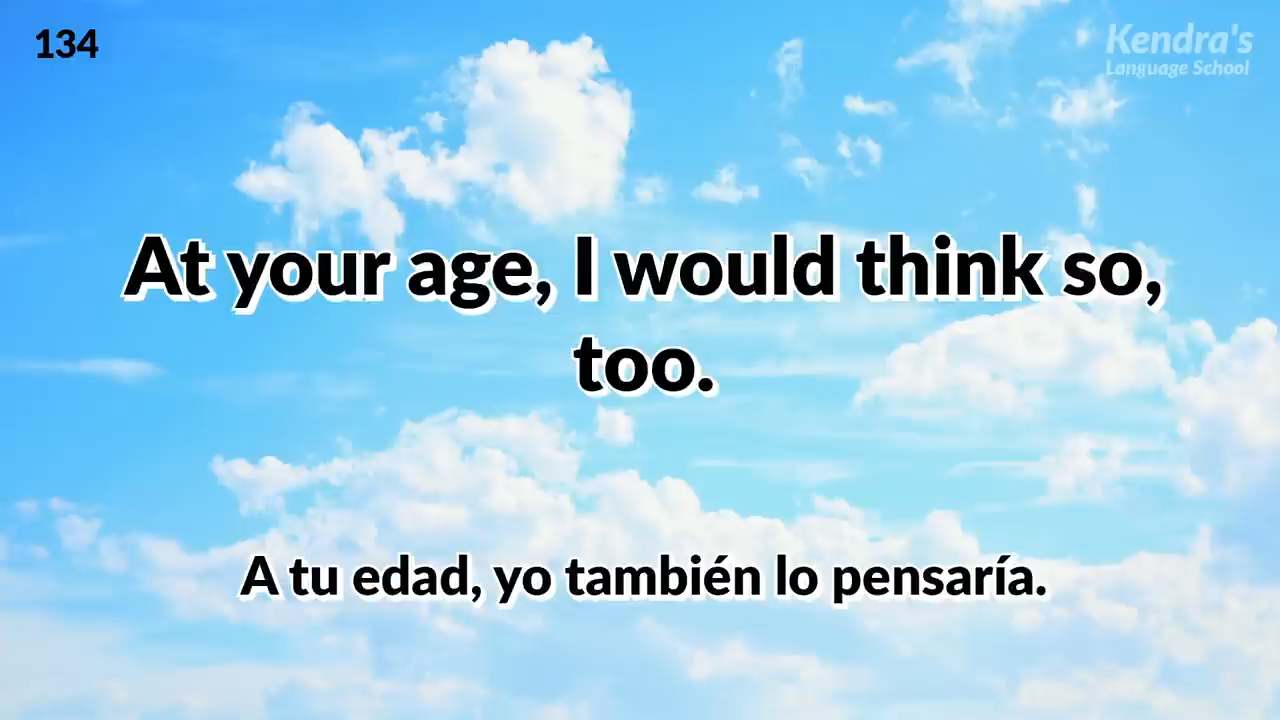 134
Kendra's
Language School
At your age, I would think so,
too.
A tu edad, yo también lo pensaría.